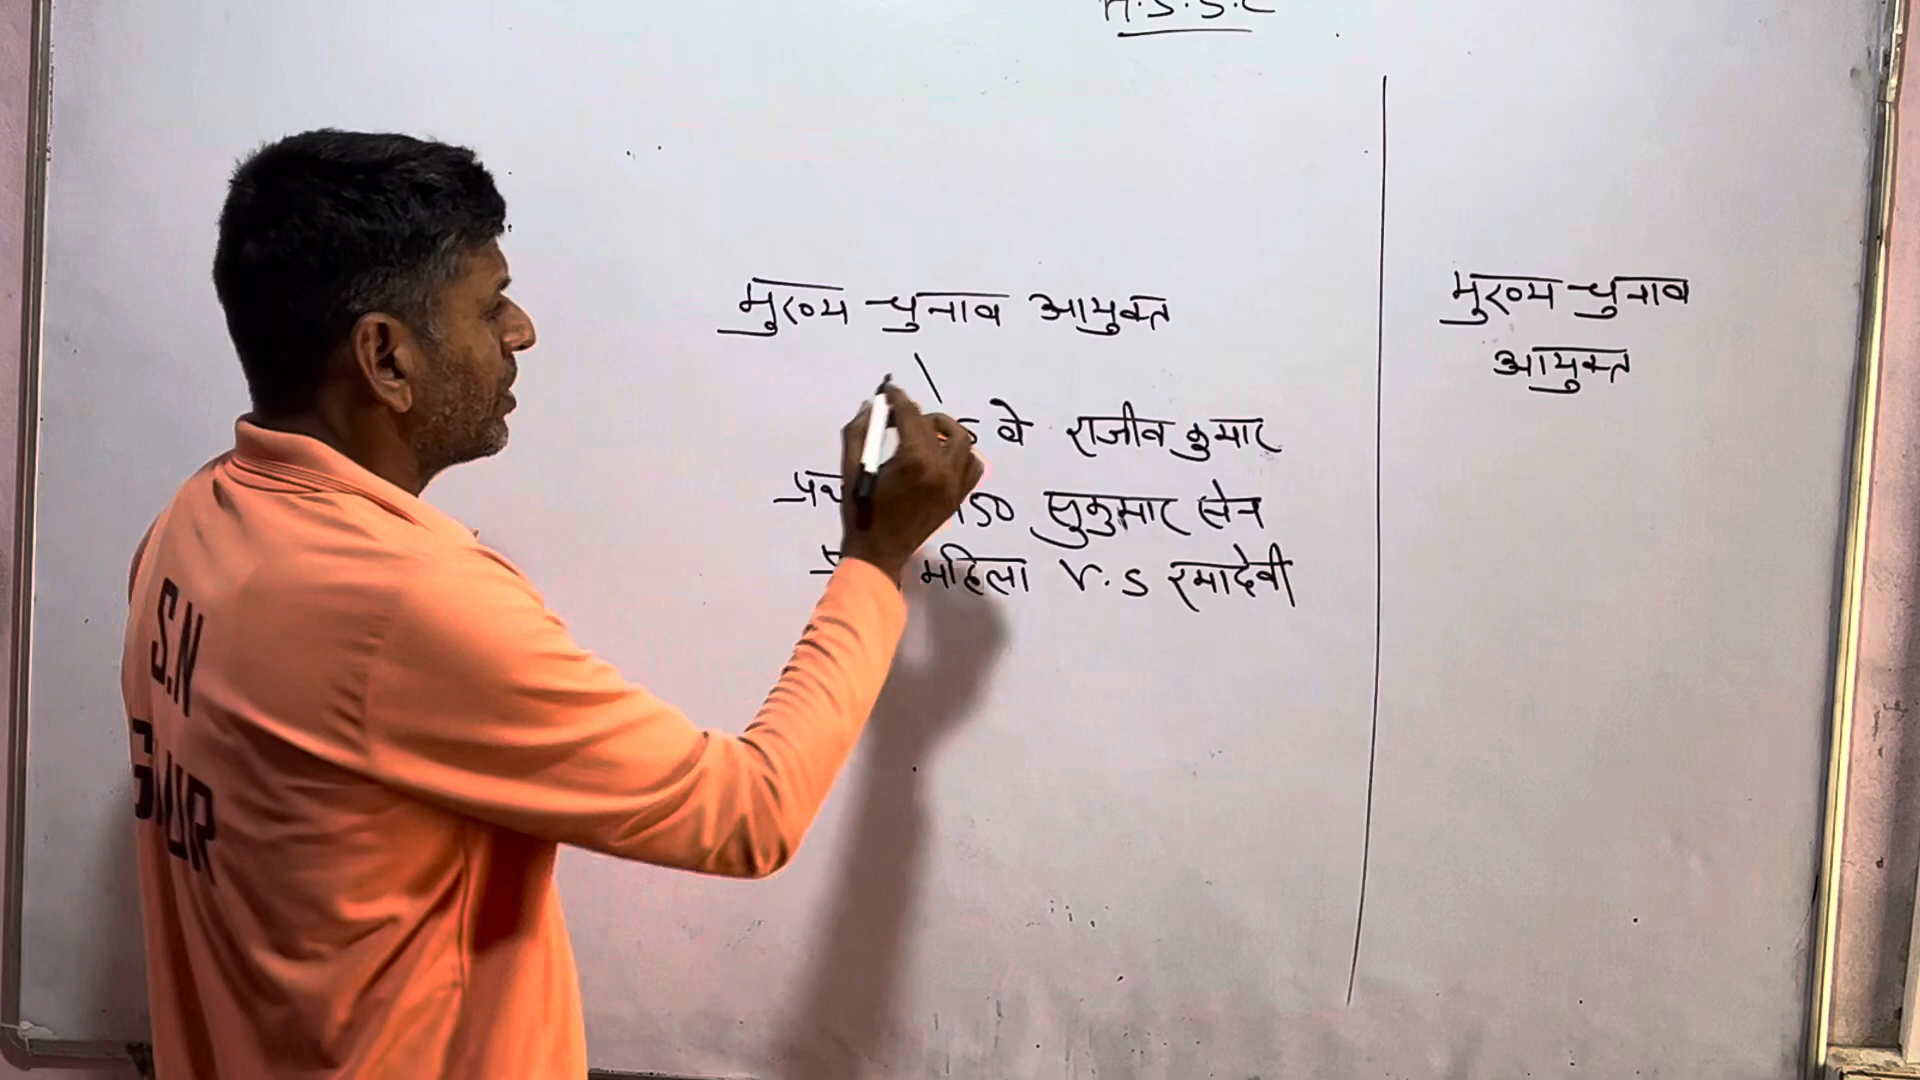 H.S.S.C
मुख्य चुनाव आयुक्त
वे राजीव कुमार
सुकुमार सेन
महिला V.S रमादेवी
मुख्य चुनाव
आयुक्त
S.N